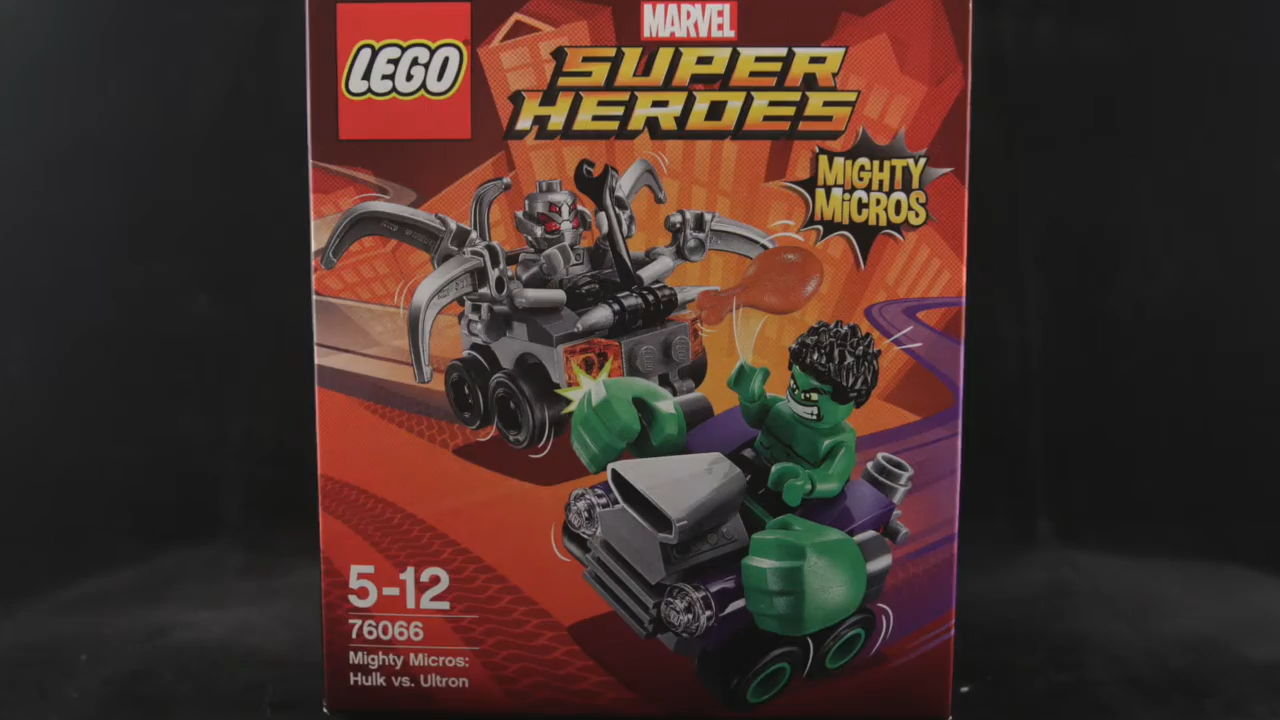 LEGO
MARVEL
SUPER
HEROES
MIGHTY
MiCROS
5-12
76066
Mighty Micros:
Hulk vs. Ultron